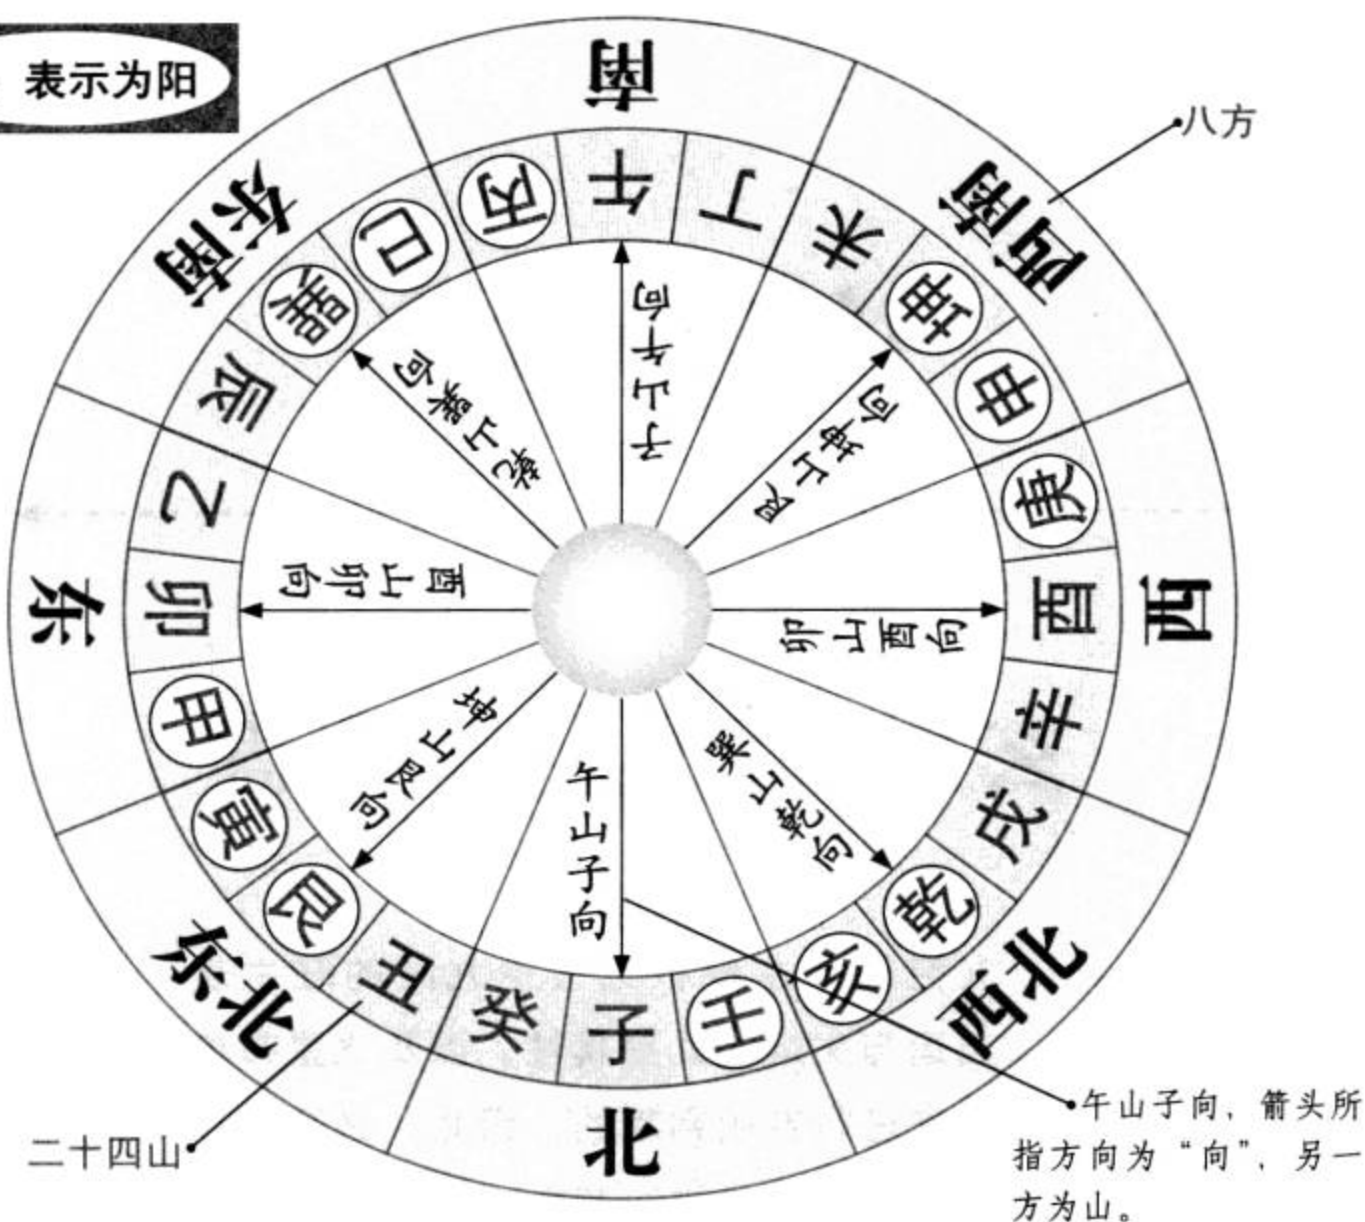 表示为阳
八方
南
西南
西
西北
北
东北
东
东南
午
丁
未
坤
申
庚
酉
辛
戌
乾
亥
壬
子
癸
丑
艮
寅
甲
卯
乙
辰
巽
巳
丙
子山午向
艮山坤向
卯山酉向
巽山乾向
午山子向
坤山艮向
酉山卯向
乾山巽向
二十四山
午山子向，箭头所
指方向为“向”，另一
方为山。